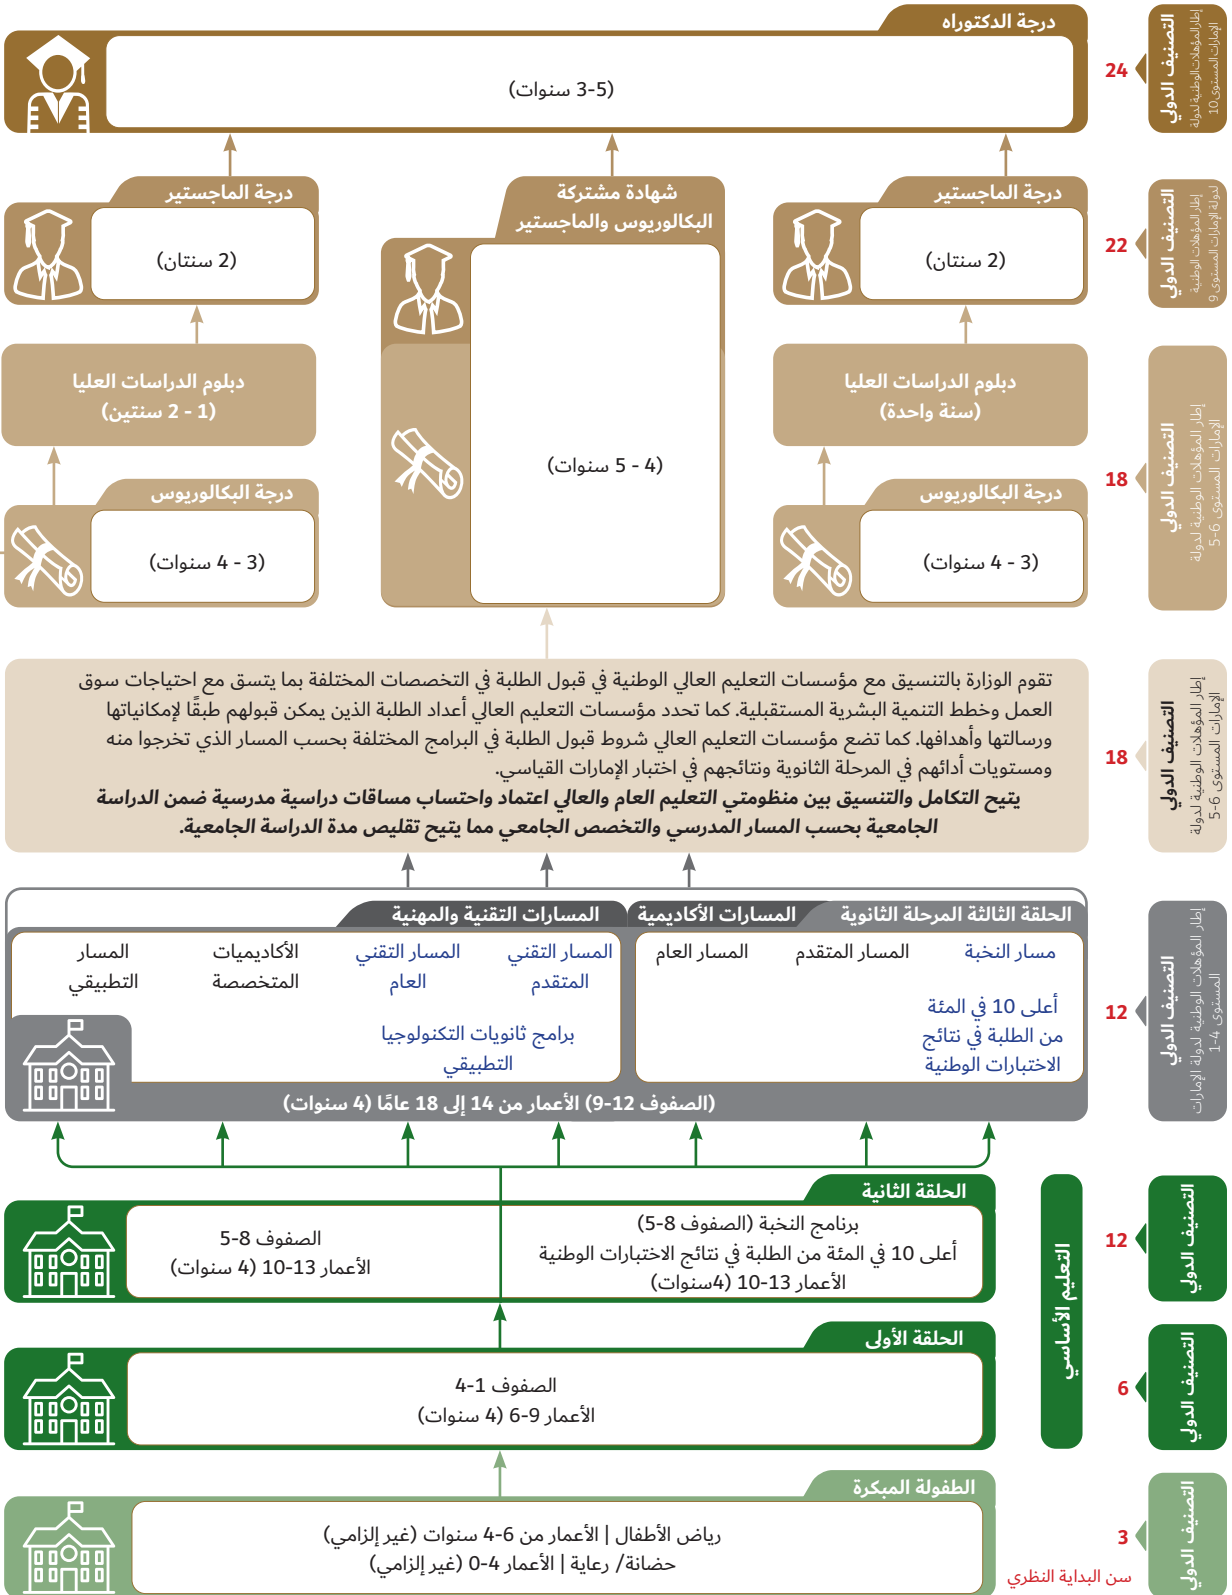 درجة الدكتوراه
(3-5 سنوات)
24
التصنيف الدولي
إطار المؤهلات الوطنية لدولة
الإمارات المستوى 10
درجة الماجستير
(2 سنتان)
شهادة مشتركة
البكالوريوس والماجستير
(4 - 5 سنوات)
درجة الماجستير
(2 سنتان)
22
التصنيف الدولي
إطار المؤهلات الوطنية
لدولة الإمارات المستوى 9
دبلوم الدراسات العليا
(سنة واحدة)
دبلوم الدراسات العليا
(1 - 2 سنتين)
درجة البكالوريوس
(3 - 4 سنوات)
درجة البكالوريوس
(3 - 4 سنوات)
18
التصنيف الدولي
إطار المؤهلات الوطنية لدولة
الإمارات المستوى 6-5
تقوم الوزارة بالتنسيق مع مؤسسات التعليم العالي الوطنية في قبول الطلبة في التخصصات المختلفة بما يتسق مع احتياجات سوق
العمل وخطط التنمية البشرية المستقبلية. كما تحدد مؤسسات التعليم العالي أعداد الطلبة الذين يمكن قبولهم طبقًا لإمكانياتها
ورسالتها وأهدافها. كما تضع مؤسسات التعليم العالي شروط قبول الطلبة في البرامج المختلفة بحسب المسار الذي تخرجوا منه
ومستويات أدائهم في المرحلة الثانوية ونتائجهم في اختبار الإمارات القياسي.
يتيح التكامل والتنسيق بين منظومتي التعليم العام والعالي اعتماد واحتساب مساقات دراسية مدرسية ضمن الدراسة
الجامعية بحسب المسار المدرسي والتخصص الجامعي مما يتيح تقليص مدة الدراسة الجامعية.
18
التصنيف الدولي
إطار المؤهلات الوطنية لدولة
الإمارات المستوى 6-5
الحلقة الثالثة المرحلة الثانوية
المسارات الأكاديمية
المسارات التقنية والمهنية
مسار النخبة
أعلى 10 في المئة
من الطلبة في نتائج
الاختبارات الوطنية
المسار المتقدم
المسار العام
المسار التقني
المتقدم
المسار التقني
العام
برامج ثانويات التكنولوجيا
التطبيقي
الأكاديميات
المتخصصة
المسار
التطبيقي
(الصفوف 12-9) الأعمار من 14 إلى 18 عامًا (4 سنوات)
12
التصنيف الدولي
إطار المؤهلات الوطنية لدولة الإمارات
المستوى 4-1
الحلقة الثانية
برنامج النخبة (الصفوف 8-5)
أعلى 10 في المئة من الطلبة في نتائج الاختبارات الوطنية
الأعمار 13-10 (4سنوات)
الصفوف 8-5
الأعمار 13-10 (4 سنوات)
التعليم الأساسي
12
التصنيف الدولي
الحلقة الأولى
الصفوف 1-4
الأعمار 9-6 (4 سنوات)
6
التصنيف الدولي
الطفولة المبكرة
رياض الأطفال | الأعمار من 6-4 سنوات (غير إلزامي)
حضانة/ رعاية | الأعمار 4-0 (غير إلزامي)
3
سن البداية النظري
التصنيف الدولي